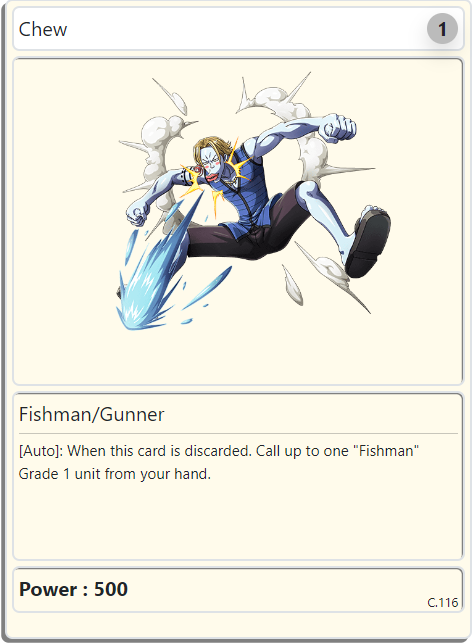 Chew
1
Fishman/Gunner
[Auto]: When this card is discarded. Call up to one "Fishman"
Grade 1 unit from your hand.
Power : 500
C.116